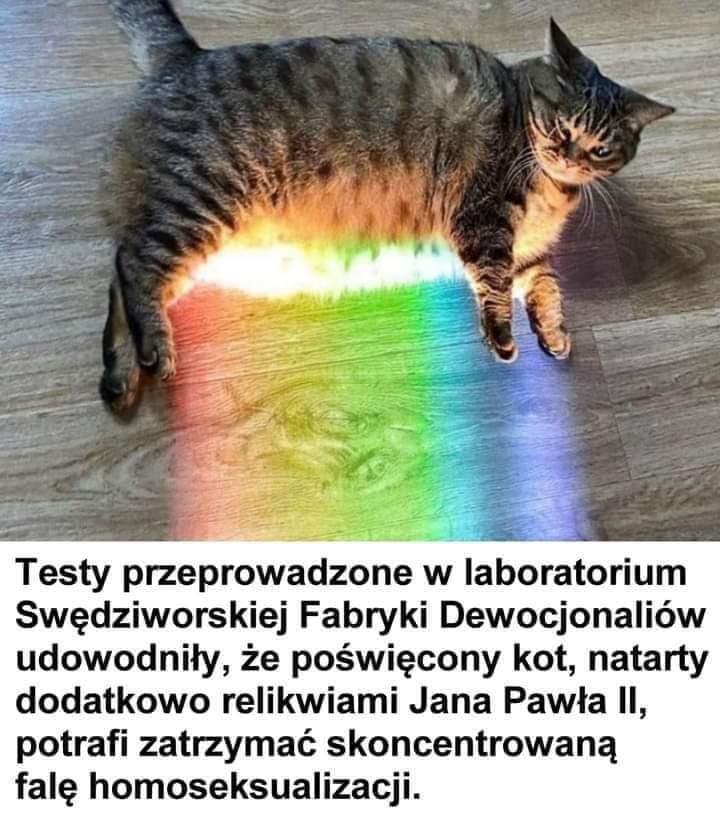 Testy przeprowadzone w laboratorium
Swędziworskiej Fabryki Dewocjonaliów
udowodniły, że poświęcony kot, natarty
dodatkowo relikwiami Jana Pawła II,
potrafi zatrzymać skoncentrowaną
falę homoseksualizacji.